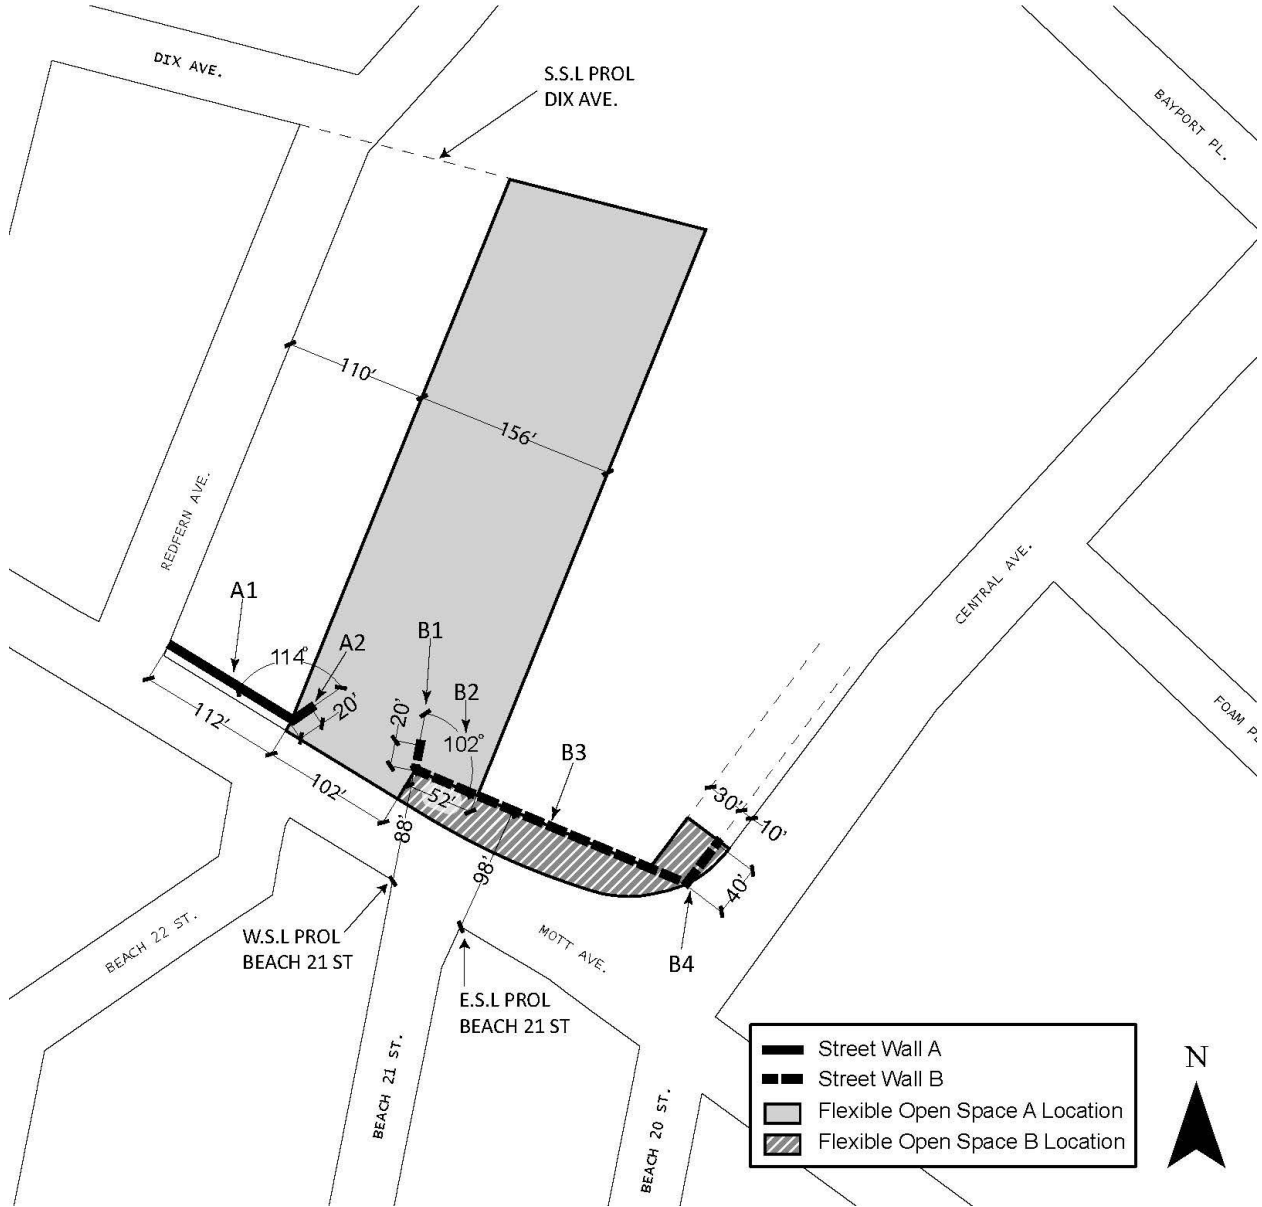 DIX AVE.
S.S.L PROL
DIX AVE.
BAYPORT PL.
110'
156'
REDFERN AVE.
CENTRAL AVE.
A1
A2
B1
114°
20'
20'
B2
102°
B3
FOAM PL
112'
102'
52'
88'
98'
30'
10'
40'
BEACH 22 ST.
W.S.L PROL
BEACH 21 ST
MOTT AVE.
B4
E.S.L PROL
BEACH 21 ST
BEACH 21 ST.
BEACH 20 ST.
Street Wall A
Street Wall B
Flexible Open Space A Location
Flexible Open Space B Location
N